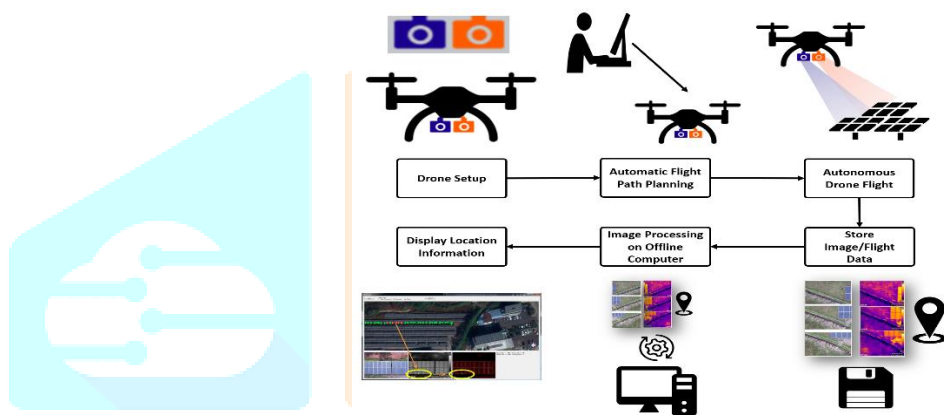 Drone Setup
Automatic Flight
Path Planning
Autonomous
Drone Flight
Display Location
Information
Image Processing
on Offline
Computer
Store
Image/Flight
Data